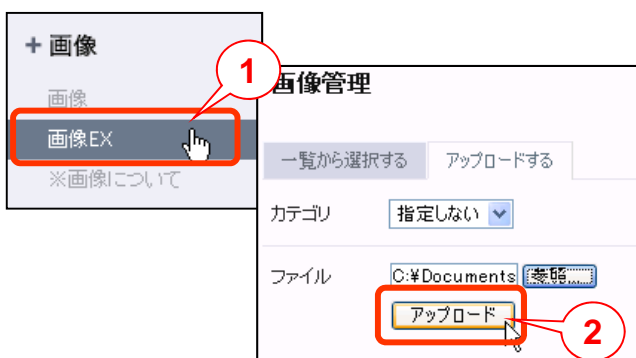 + 画像
画像
画像EX
※画像について
1
画像管理
一覧から選択する
アップロードする
カテゴリ
指定しない
ファイル
C:¥Documents
参照...
アップロード
2